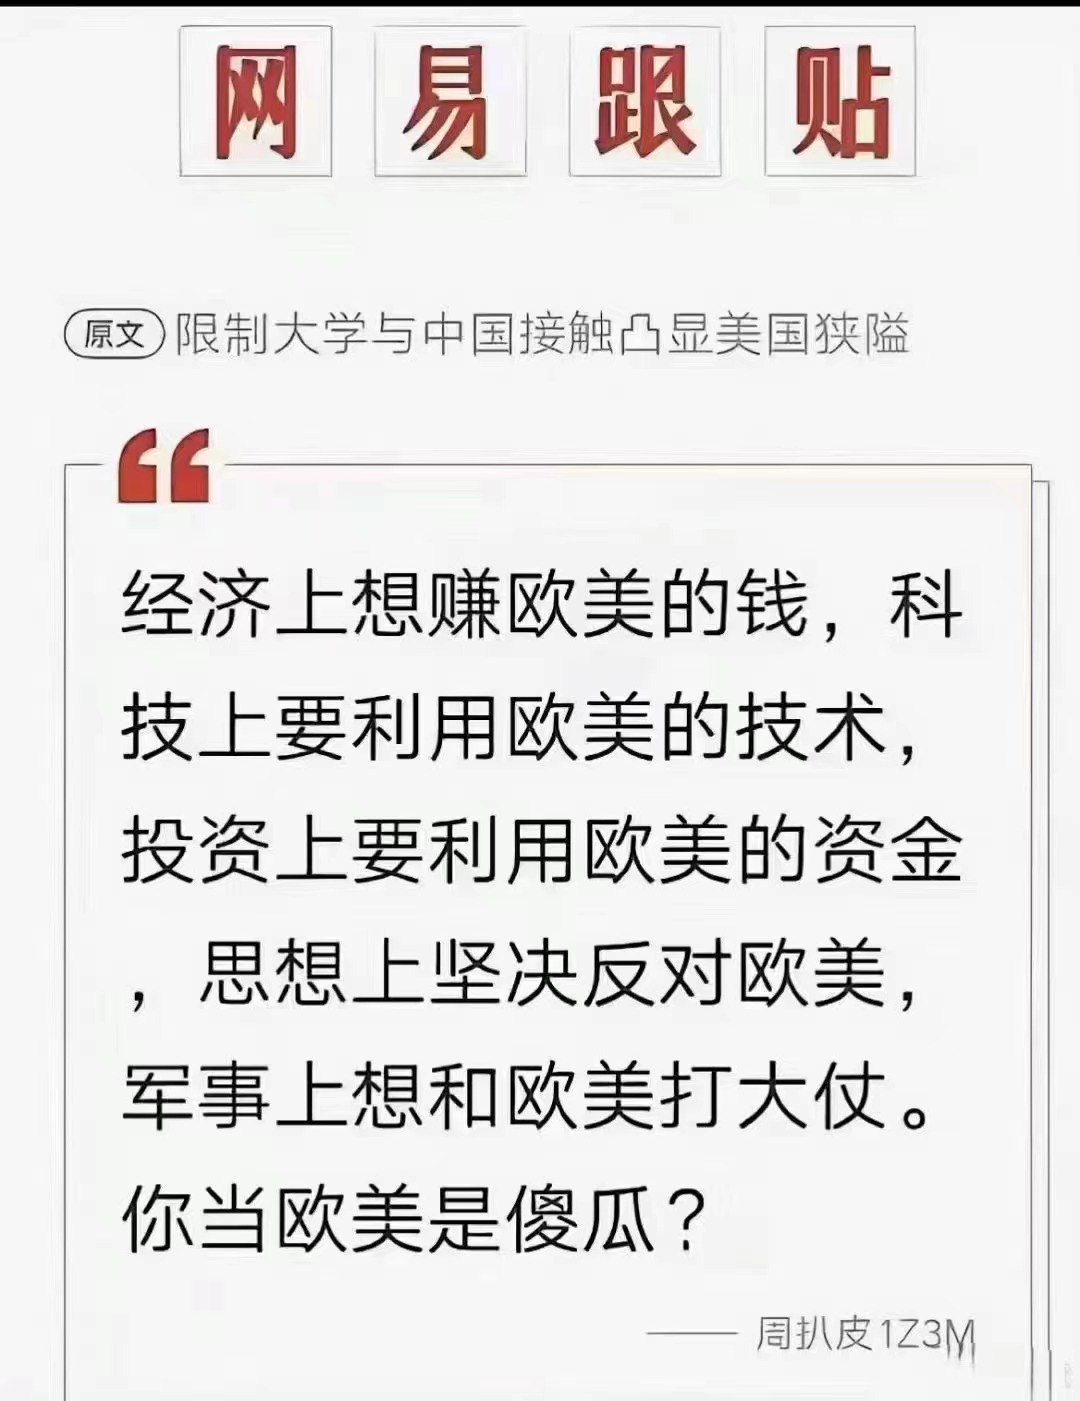 网易跟贴
原文 限制大学与中国接触凸显美国狭隘
经济上想赚欧美的钱，科
技上要利用欧美的技术，
投资上要利用欧美的资金
，思想上坚决反对欧美，
军事上想和欧美打大仗。
你当欧美是傻瓜？
—— 周扒皮1Z3M